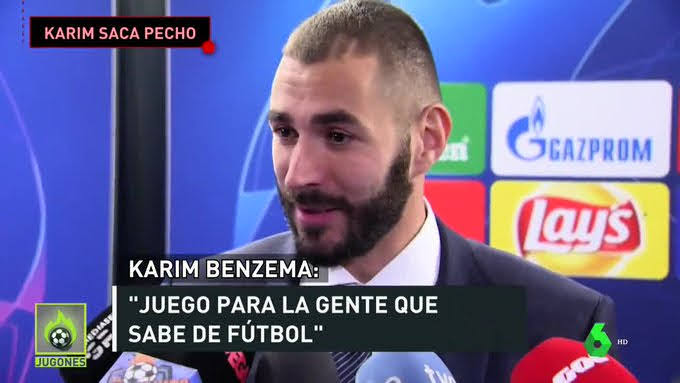 KARIM SACA PECHO
GAZPROM
Lay's
KARIM BENZEMA:
"JUEGO PARA LA GENTE QUE
SABE DE FÚTBOL"
JUGONES
6
HD